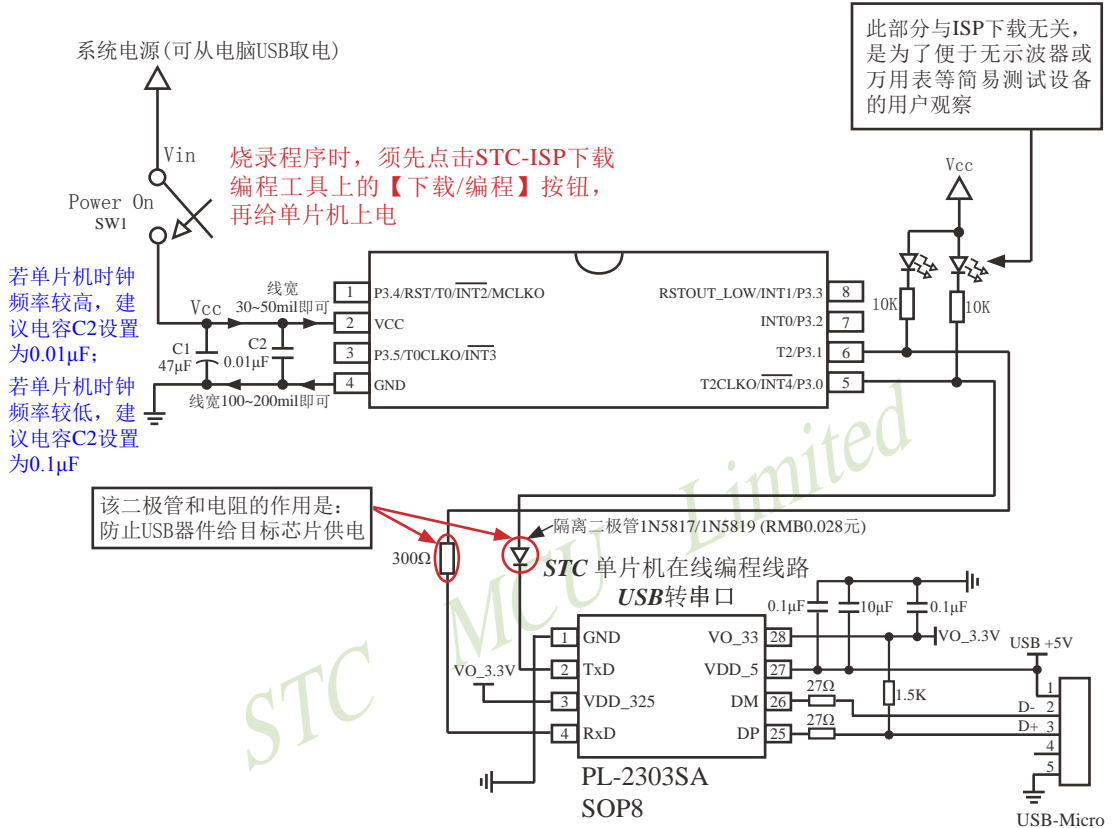 此部分与ISP下载无关，
是为了便于无示波器或
万用表等简易测试设备
的用户观察
系统电源(可从电脑USB取电)
Vin
Power On
SW1
烧录程序时，须先点击STC-ISP下载
编程工具上的【下载/编程】按钮，
再给单片机上电
Vcc
10K
10K
若单片机时钟
频率较高，建
议电容C2设置
为0.01μF；
若单片机时钟
频率较低，建
议电容C2设置
为0.1μF
线宽
30~50mil即可
Vcc
C1
47μF
C2
0.01μF
线宽100~200mil即可
1 P3.4/RST/T0/INT2/MCLKO
2 VCC
3 P3.5/T0CLKO/INT3
4 GND
RSTOUT_LOW/INT1/P3.3 8
INT0/P3.2 7
T2/P3.1 6
T2CLKO/INT4/P3.0 5
该二极管和电阻的作用是：
防止USB器件给目标芯片供电
300Ω
隔离二极管1N5817/1N5819 (RMB0.028元)
STC 单片机在线编程线路
USB转串口
0.1μF
10μF
0.1μF
VO_3.3V
1 GND
2 TxD
3 VDD_325
4 RxD
VO_33 28
VDD_5 27
DM 26
DP 25
VO_3.3V
27Ω
27Ω
1.5K
USB +5V
1
D- 2
D+ 3
4
5
PL-2303SA
SOP8
USB-Micro
STC MCU Limited